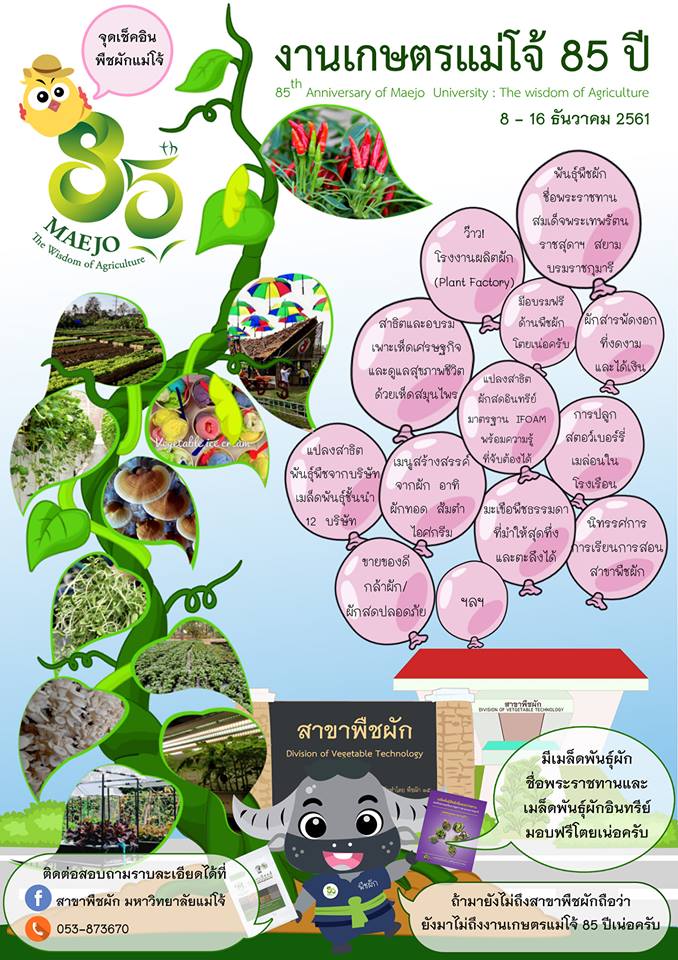 จุดเช็คอิน
พืชผักแม่โจ้
งานเกษตรแม่โจ้ 85 ปี
85th Anniversary of Maejo University : The wisdom of Agriculture
8 - 16 ธันวาคม 2561
85th
MAEJO
The Wisdom of Agriculture
พันธุ์พืชผัก
ชื่อพระราชทาน
สมเด็จพระเทพรัตน
ราชสุดาฯ สยาม
บรมราชกุมารี
ว๊าว!
โรงงานผลิตผัก
(Plant Factory)
มีอบรมฟรี
ด้านพืชผัก
โตยเน่อครับ
ผักสารพัดงอก
ที่งดงาม
และได้เงิน
สาธิตและอบรม
เพาะเห็ดเศรษฐกิจ
และดูแลสุขภาพชีวิต
ด้วยเห็ดสมุนไพร
แปลงสาธิต
ผักสดอินทรีย์
มาตรฐาน IFOAM
พร้อมความรู้
ที่จับต้องได้
การปลูก
สตอว์เบอร์รี่
เมล่อนใน
โรงเรือน
แปลงสาธิต
พันธุ์พืชจากบริษัท
เมล็ดพันธุ์ชั้นนำ
12 บริษัท
เมนูสร้างสรรค์
จากผัก อาทิ
ผักทอด ส้มตำ
ไอศกรีม
มะเขือพืชธรรมดา
ที่มำให้สุดทึ่ง
และตะลึงได้
นิทรรศการ
การเรียนการสอน
สาขาพืชผัก
ขายของดี
กล้าผัก/
ผักสดปลอดภัย
ฯลฯ
Vegetable ice cream
สาขาพืชผัก
DIVISION OF VETGETABLE TECHNOLOGY
สาขาพืชผัก
Division of Vegetable Technology
มีเมล็ดพันธุ์ผัก
ชื่อพระราชทานและ
เมล็ดพันธุ์ผักอินทรีย์
มอบฟรีโตยเน่อครับ
พืชผัก
ติดต่อสอบถามราบละเอียดได้ที่
สาขาพืชผัก มหาวิทยาลัยแม่โจ้
053-873670
ถ้ามายังไม่ถึงสาขาพืชผักถือว่า
ยังมาไม่ถึงงานเกษตรแม่โจ้ 85 ปีเน่อครับ